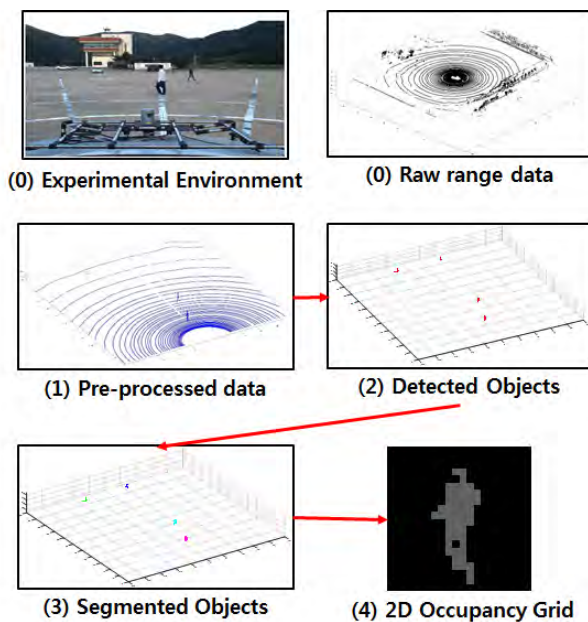 (0) Experimental Environment
(0) Raw range data
(1) Pre-processed data
(2) Detected Objects
(3) Segmented Objects
(4) 2D Occupancy Grid